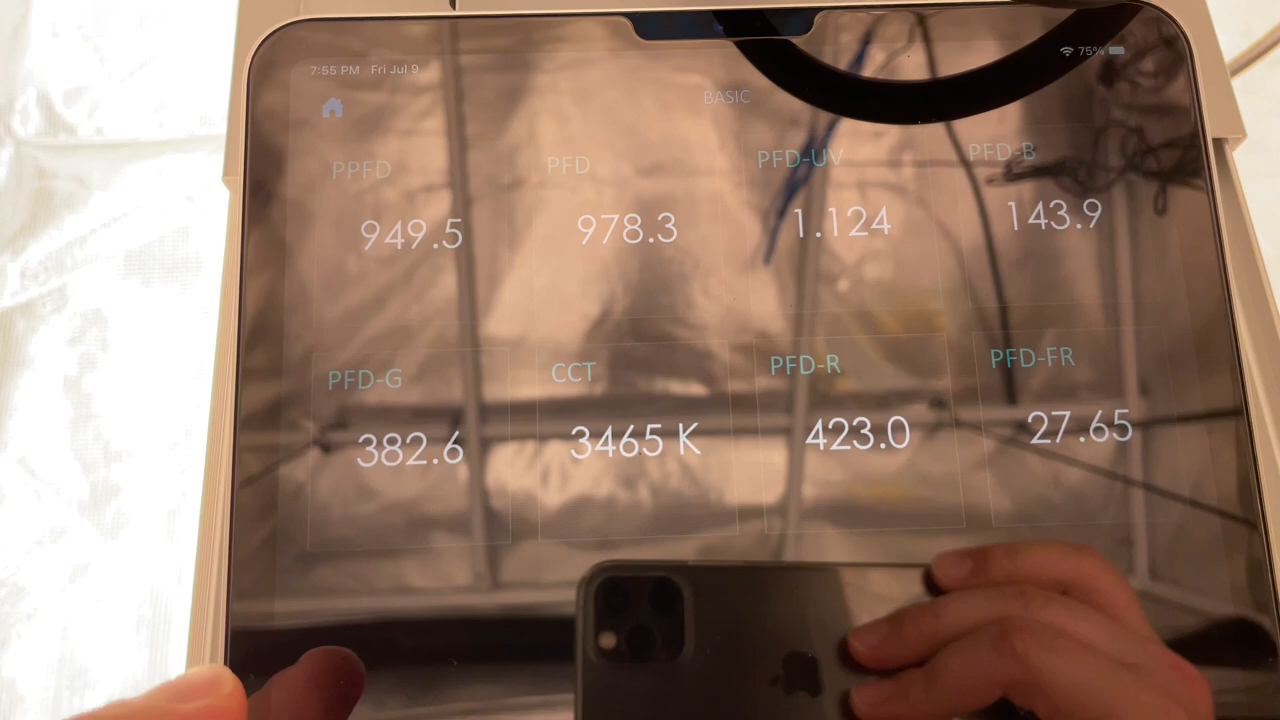 7:55 PM Fri Jul 9
75%
BASIC
PPFD
949.5
PFD
978.3
PFD-UV
1.124
PFD-B
143.9
PFD-G
382.6
CCT
3465 K
PFD-R
423.0
PFD-FR
27.65